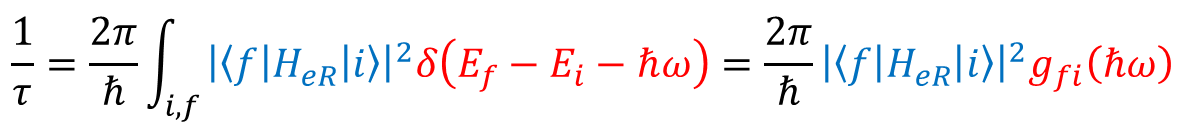 1/τ = 2π/ħ ∫_{i,f} |⟨f|H_{eR}|i⟩|² δ(E_f − E_i − ħω) = 2π/ħ |⟨f|H_{eR}|i⟩|² g_{fi}(ħω)